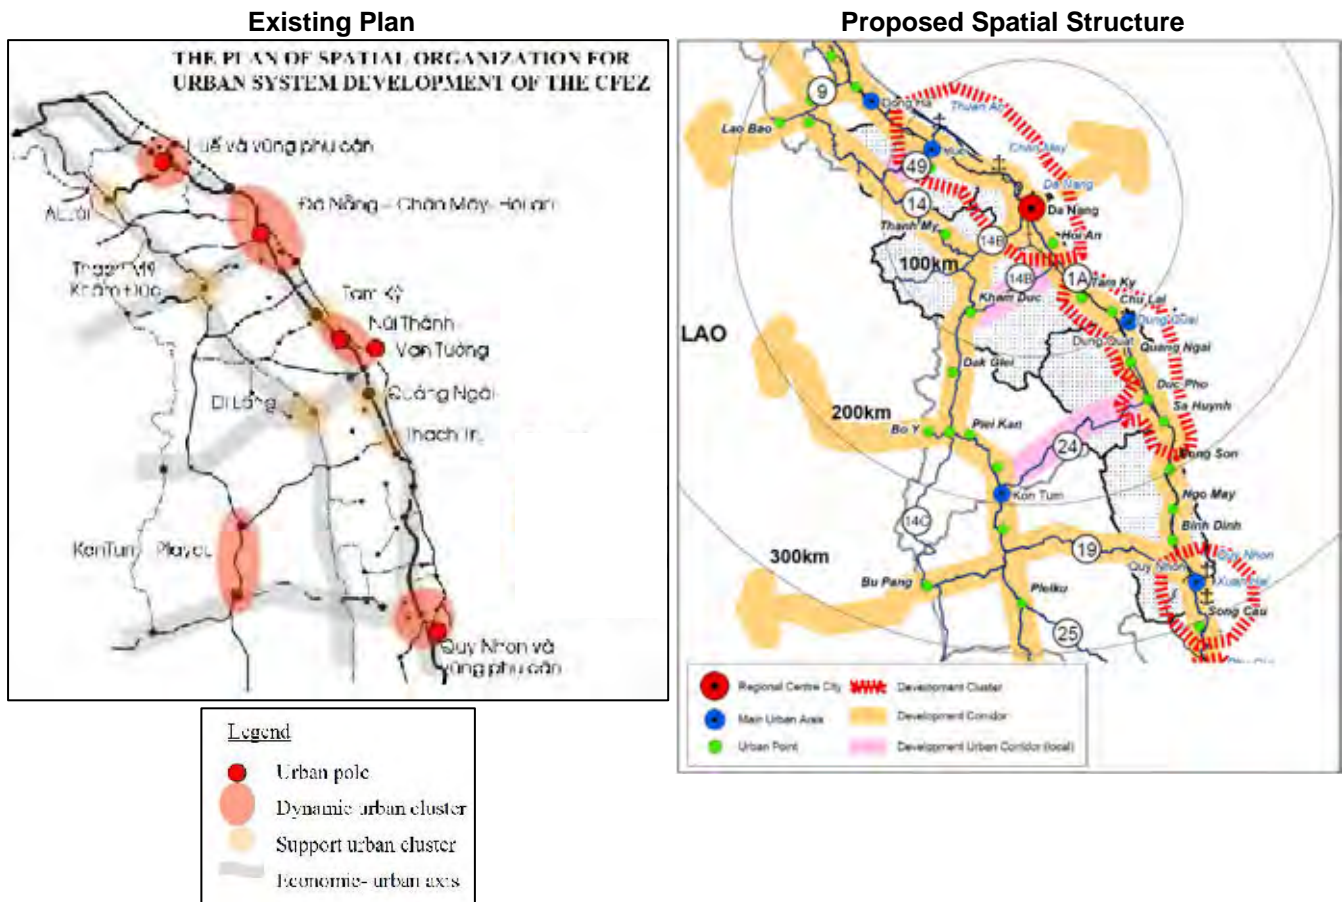 Existing Plan
THE PLAN OF SPATIAL ORGANIZATION FOR
URBAN SYSTEM DEVELOPMENT OF THE CFEZ
Huế và vùng phụ cận
Đà Nẵng - Chân Mây- Hội an
Khâm Đức
Tam Kỳ
Núi Thành
Vạn Tường
Quảng Ngãi
Di Lăng
Thạch Trụ
KonTum Playcu
Quy Nhơn và
vùng phụ cận
Legend
Urban pole
Dynamic urban cluster
Support urban cluster
Economic- urban axis
Proposed Spatial Structure
9
Dong Ha
Thuan An
Lao Bao
Chan May
Hue
49
Da Nang
14
Da Nang
Thanh My
14B
Hoi An
100km
14B
1A
Tam Ky
Kham Duc
Chu Lai
LAO
Dung Quat
Dung Quat
Quang Ngai
Dak Glei
Duc Pho
200km
Sa Huynh
Bo Y
Plei Kan
24
Bong Son
Kon Tum
Ngo May
14C
Binh Dinh
300km
19
Quy Nhon
Quy Nhon
Xuan Hai
Bu Pang
Pleiku
Song Cau
25
Regional Centre City
Development Cluster
Main Urban Area
Development Corridor
Urban Point
Development Urban Corridor (local)